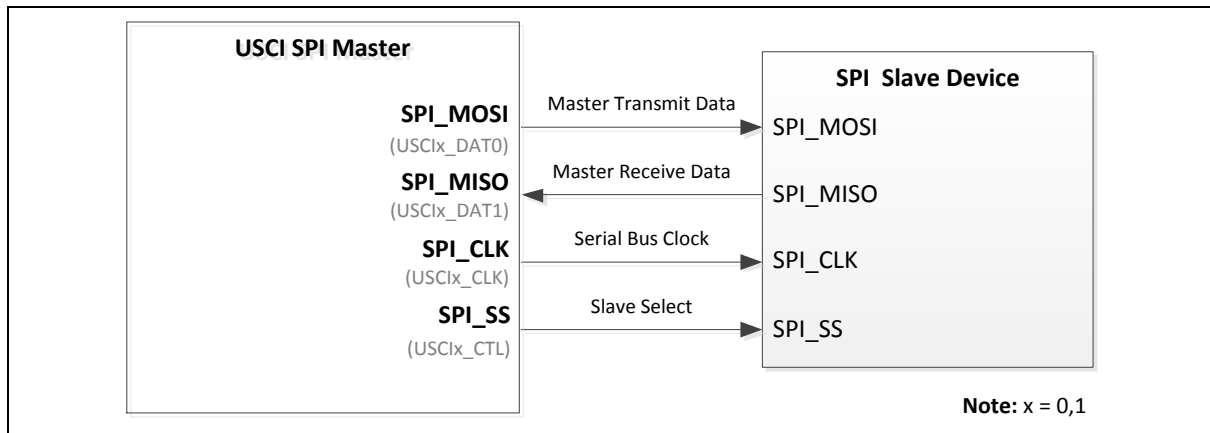 USCI SPI Master
SPI_MOSI
(USCIx_DAT0)
SPI_MISO
(USCIx_DAT1)
SPI_CLK
(USCIx_CLK)
SPI_SS
(USCIx_CTL)
Master Transmit Data
Master Receive Data
Serial Bus Clock
Slave Select
SPI Slave Device
SPI_MOSI
SPI_MISO
SPI_CLK
SPI_SS
Note: x = 0,1